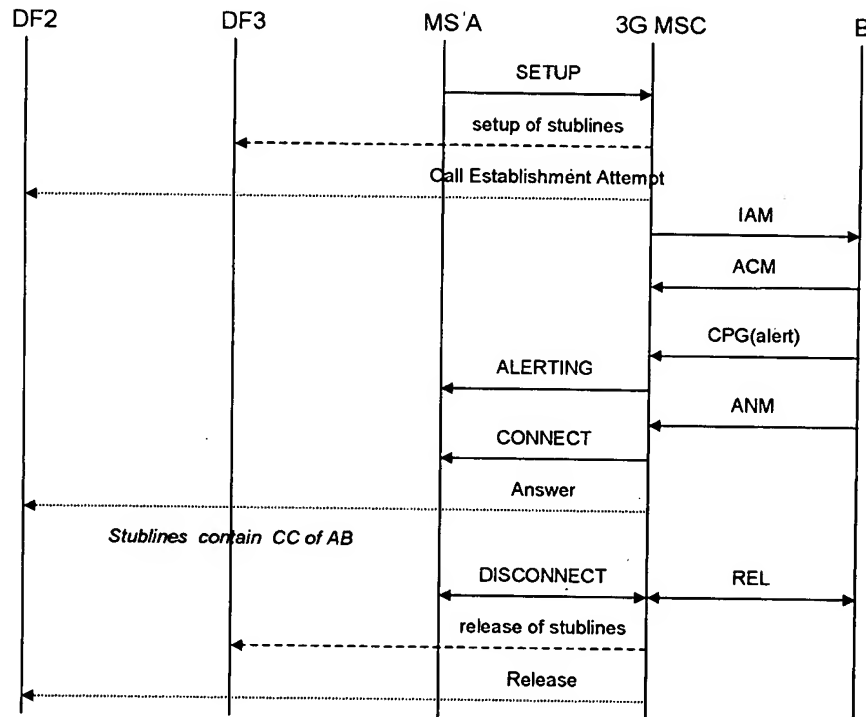 DF2 DF3 MS A 3G MSC B
SETUP
setup of stublines
Call Establishment Attempt
IAM
ACM
CPG(alert)
ALERTING
ANM
CONNECT
Answer
Stublines contain CC of AB
DISCONNECT REL
release of stublines
Release